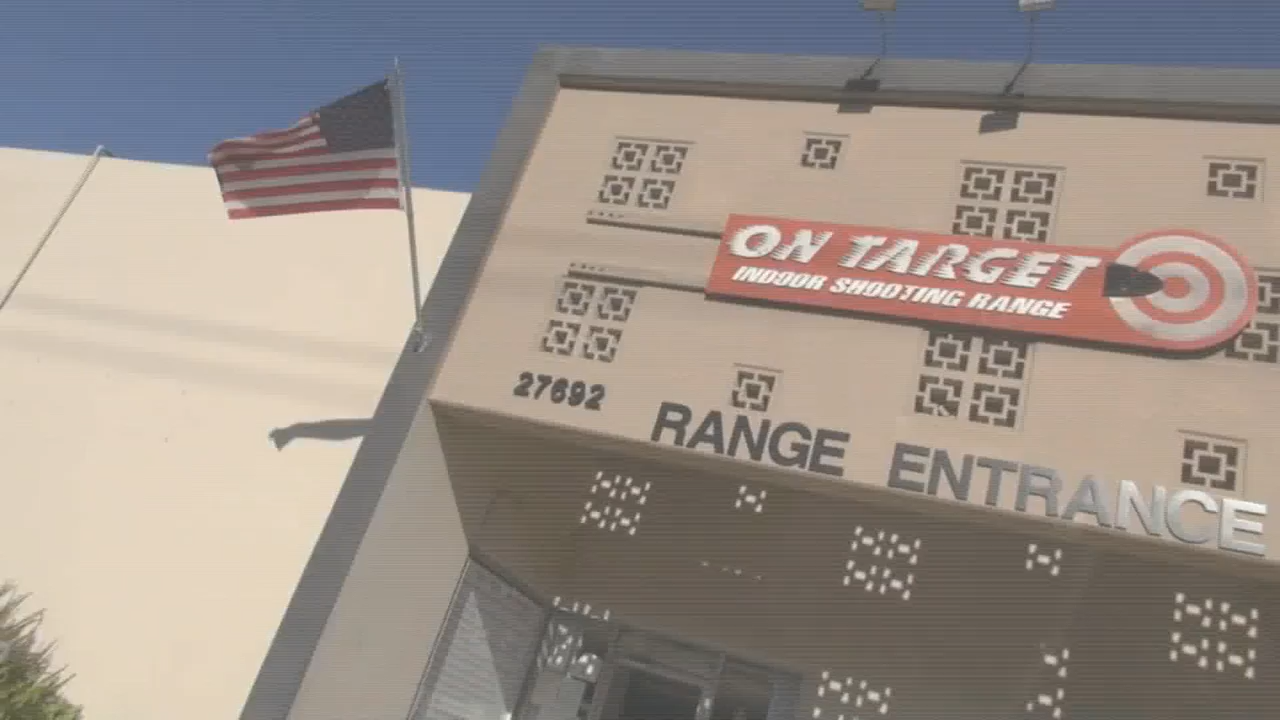 ON TARGET
INDOOR SHOOTING RANGE
27692
RANGE ENTRANCE